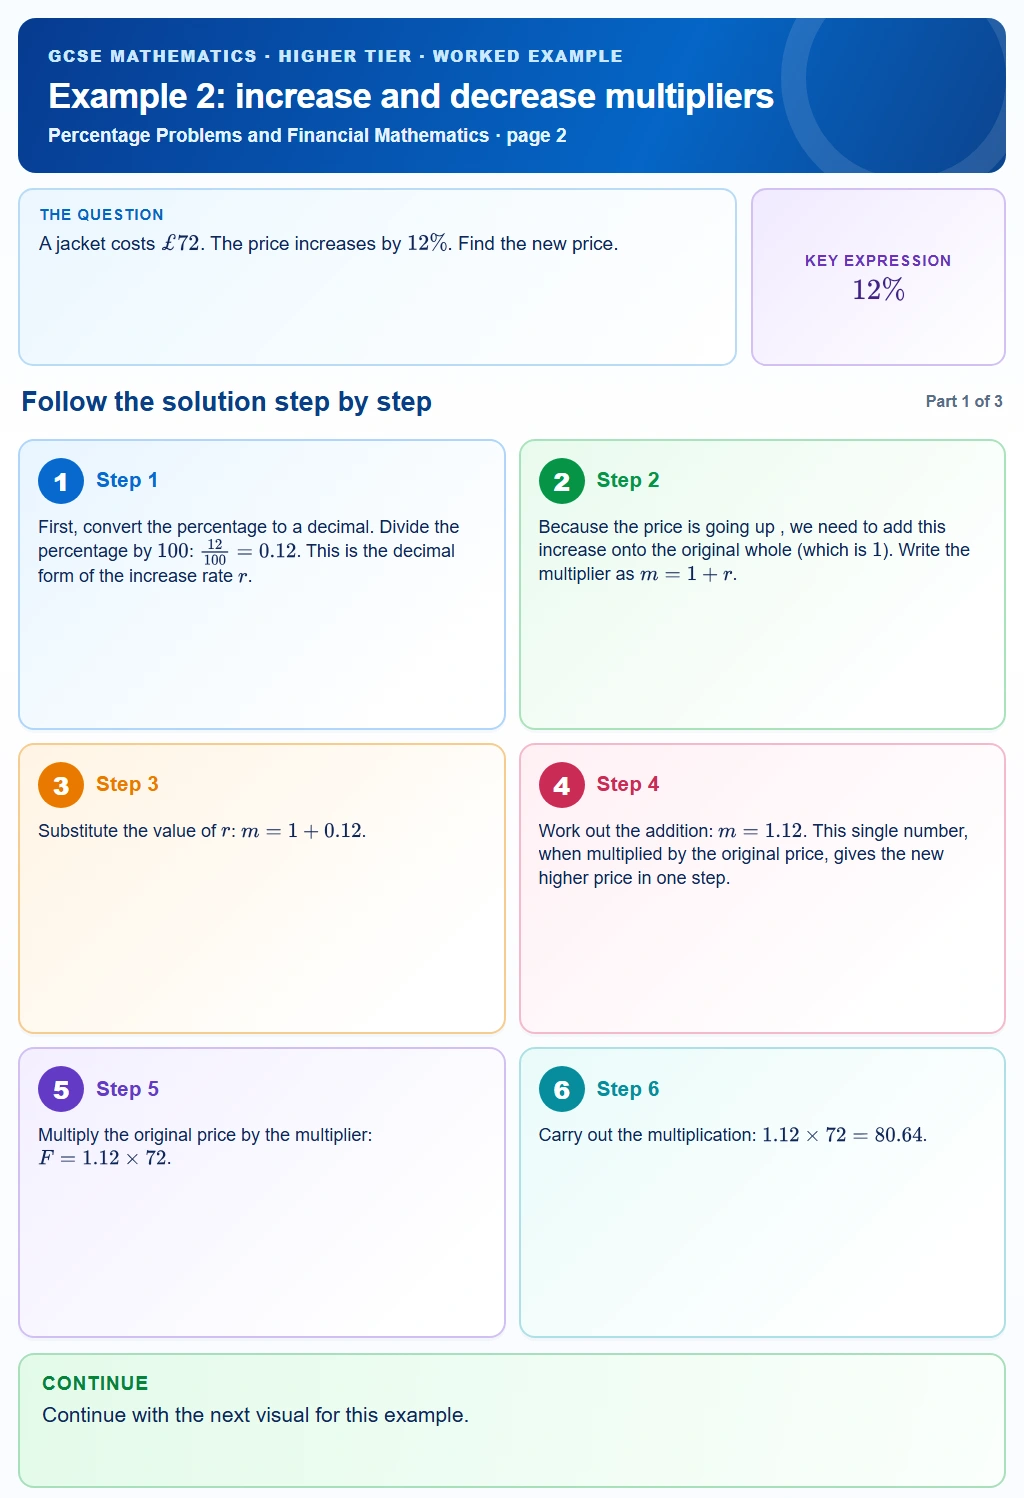 GCSE MATHEMATICS · HIGHER TIER · WORKED EXAMPLE
Example 2: increase and decrease multipliers
Percentage Problems and Financial Mathematics · page 2
THE QUESTION
A jacket costs £72. The price increases by 12%. Find the new price.
KEY EXPRESSION
12%
Follow the solution step by step
Part 1 of 3
1 Step 1
First, convert the percentage to a decimal. Divide the
percentage by 100: 12/100 = 0.12. This is the decimal
form of the increase rate r.
2 Step 2
Because the price is going up , we need to add this
increase onto the original whole (which is 1). Write the
multiplier as m = 1 + r.
3 Step 3
Substitute the value of r: m = 1 + 0.12.
4 Step 4
Work out the addition: m = 1.12. This single number,
when multiplied by the original price, gives the new
higher price in one step.
5 Step 5
Multiply the original price by the multiplier:
F = 1.12 × 72.
6 Step 6
Carry out the multiplication: 1.12 × 72 = 80.64.
CONTINUE
Continue with the next visual for this example.